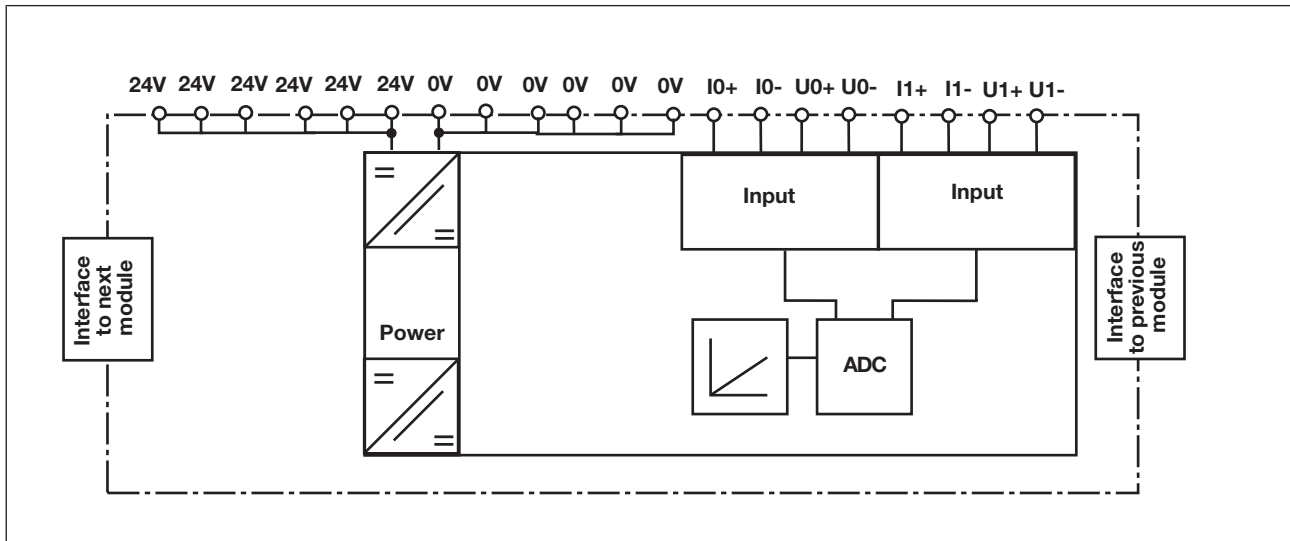 24V 24V 24V 24V 24V 24V 0V 0V 0V 0V 0V 0V I0+ I0- U0+ U0- I1+ I1- U1+ U1-
Input
Input
Interface
to next
module
Interface
to previous
module
Power
ADC